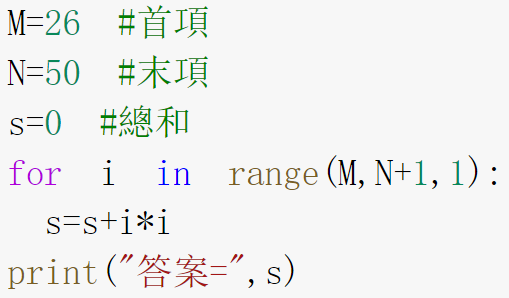 M=26  #首項
N=50  #末項
s=0  #總和
for  i  in  range(M,N+1,1):
  s=s+i*i
print("答案=",s)